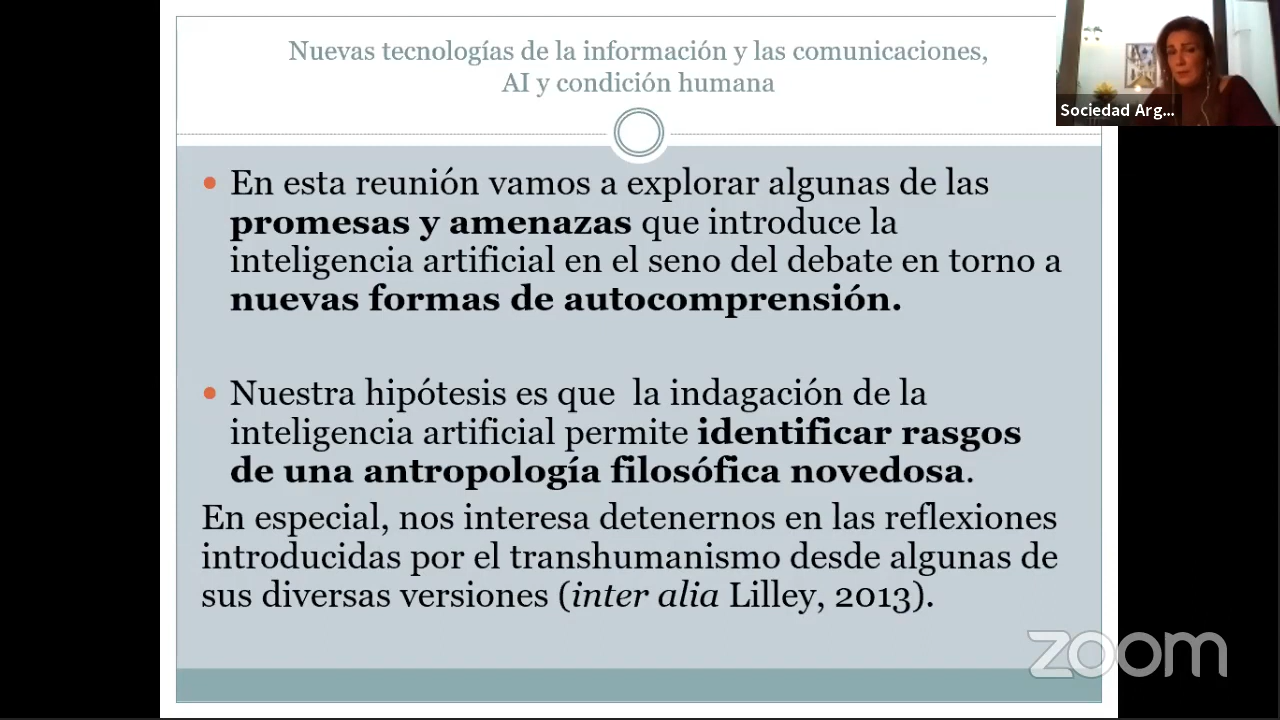 Nuevas tecnologías de la información y las comunicaciones,
AI y condición humana
Sociedad Arg...
• En esta reunión vamos a explorar algunas de las
promesas y amenazas que introduce la
inteligencia artificial en el seno del debate en torno a
nuevas formas de autocomprensión.
• Nuestra hipótesis es que la indagación de la
inteligencia artificial permite identificar rasgos
de una antropología filosófica novedosa.
En especial, nos interesa detenernos en las reflexiones
introducidas por el transhumanismo desde algunas de
sus diversas versiones (inter alia Lilley, 2013).
zoom